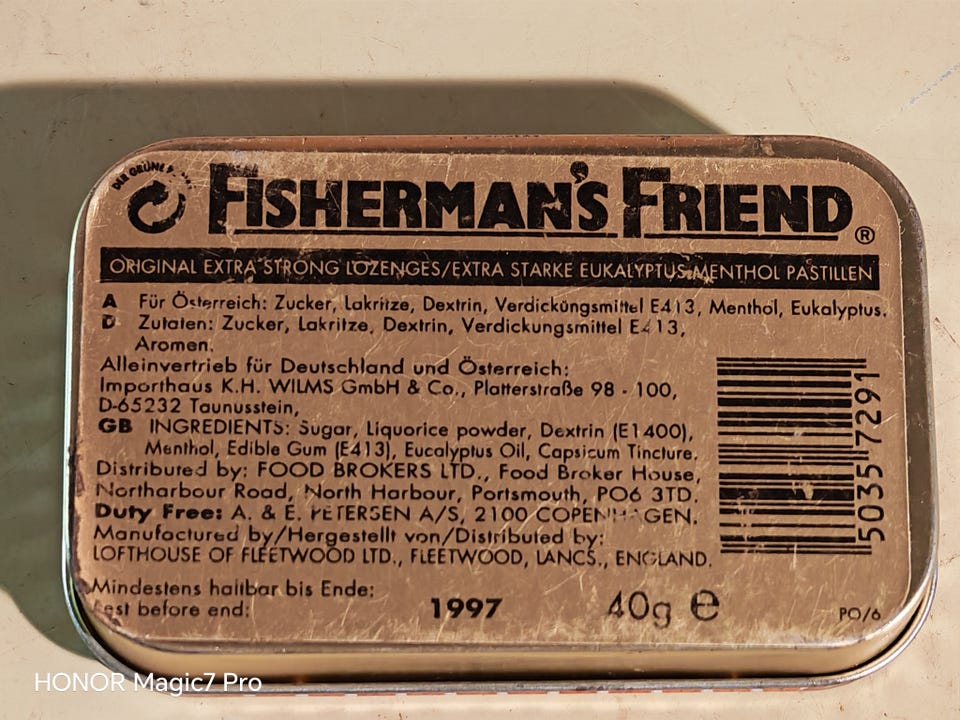 DER GRÜNE
FISHERMAN'S FRIEND®
ORIGINAL EXTRA STRONG LOZENGES/EXTRA STARKE EUKALYPTUS-MENTHOL PASTILLEN
A Für Österreich: Zucker, Lakritze, Dextrin, Verdickungsmittel E413, Menthol, Eukalyptus.
D Zutaten: Zucker, Lakritze, Dextrin, Verdickungsmittel E413,
Aromen.
Alleinvertrieb für Deutschland und Österreich:
Importhaus K.H. WILMS GmbH & Co., Platterstraße 98 - 100,
D-65232 Taunusstein,
GB INGREDIENTS: Sugar, Liquorice powder, Dextrin (E1400),
Menthol, Edible Gum (E413), Eucalyptus Oil, Capsicum Tincture.
Distributed by: FOOD BROKERS LTD., Food Broker House,
Northarbour Road, North Harbour, Portsmouth, PO6 3TD.
Duty Free: A. & E. PETERSEN A/S, 2100 COPENHAGEN.
Manufactured by/Hergestellt von/Distributed by:
LOFTHOUSE OF FLEETWOOD LTD., FLEETWOOD, LANCS., ENGLAND.
Mindestens haltbar bis Ende:
Best before end: 1997 40g e PO/6
50357291
HONOR Magic7 Pro